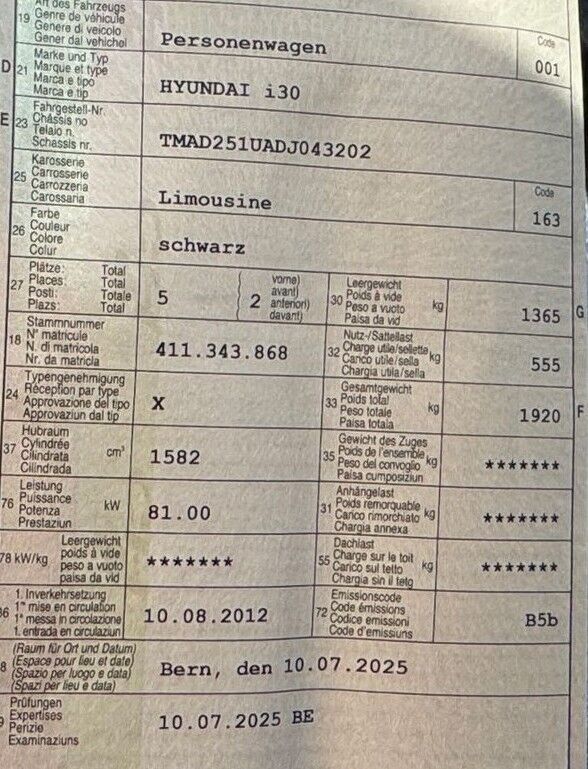 Art des Fahrzeugs
19 Genre de véhicule
Genere di veicolo
Gener dal vehichel
Personenwagen
Code
001
D 21 Marke und Typ
Marque et type
Marca e tipo
Marca e tip
HYUNDAI i30
E 23 Fahrgestell-Nr.
Châssis no
Telaio n.
Schassis nr.
TMAD251UADJ043202
25 Karosserie
Carrosserie
Carrozzeria
Carossaria
Limousine
Code
163
26 Farbe
Couleur
Colore
Colur
schwarz
27 Plätze: Total
Places: Total
Posti: Totale
Plazs: Total
5
2
vorne)
avant)
anteriori)
davant)
30 Leergewicht
Poids à vide kg
Peso a vuoto
Paisa da vid
1365 G
18 Stammnummer
N° matricule
N. di matricola
Nr. da matricla
411.343.868
32 Nutz-/Sattellast
Charge utile/sellette kg
Carico utile/sella
Chargia utila/sella
555
24 Typengenehmigung
Réception par type
Approvazione del tipo
Approvaziun dal tip
X
33 Gesamtgewicht
Poids total
Peso totale kg
Paisa totala
1920 F
37 Hubraum
Cylindrée cm³
Cilindrata
Cilindrada
1582
35 Gewicht des Zuges
Poids de l'ensemble kg
Peso del convoglio
Paisa cumposiziun
*******
76 Leistung
Puissance kW
Potenza
Prestaziun
81.00
31 Anhängelast
Poids remorquable kg
Carico rimorchiato
Chargia annexa
*******
78 kW/kg Leergewicht
poids à vide
peso a vuoto
paisa da vid
*******
55 Dachlast
Charge sur le toit
Carico sul tetto kg
Chargia sin il tetg
*******
36 1. Inverkehrsetzung
1re mise en circulation
1a messa in circolazione
1. entrada en circulaziun
10.08.2012
72 Emissionscode
Code émissions
Codice emissioni
Code d'emissiuns
B5b
8 (Raum für Ort und Datum)
(Espace pour lieu et date)
(Spazio per luogo e data)
(Spazi per lieu e data)
Bern, den 10.07.2025
Prüfungen
Expertises
Perizie
Examinaziuns
10.07.2025 BE